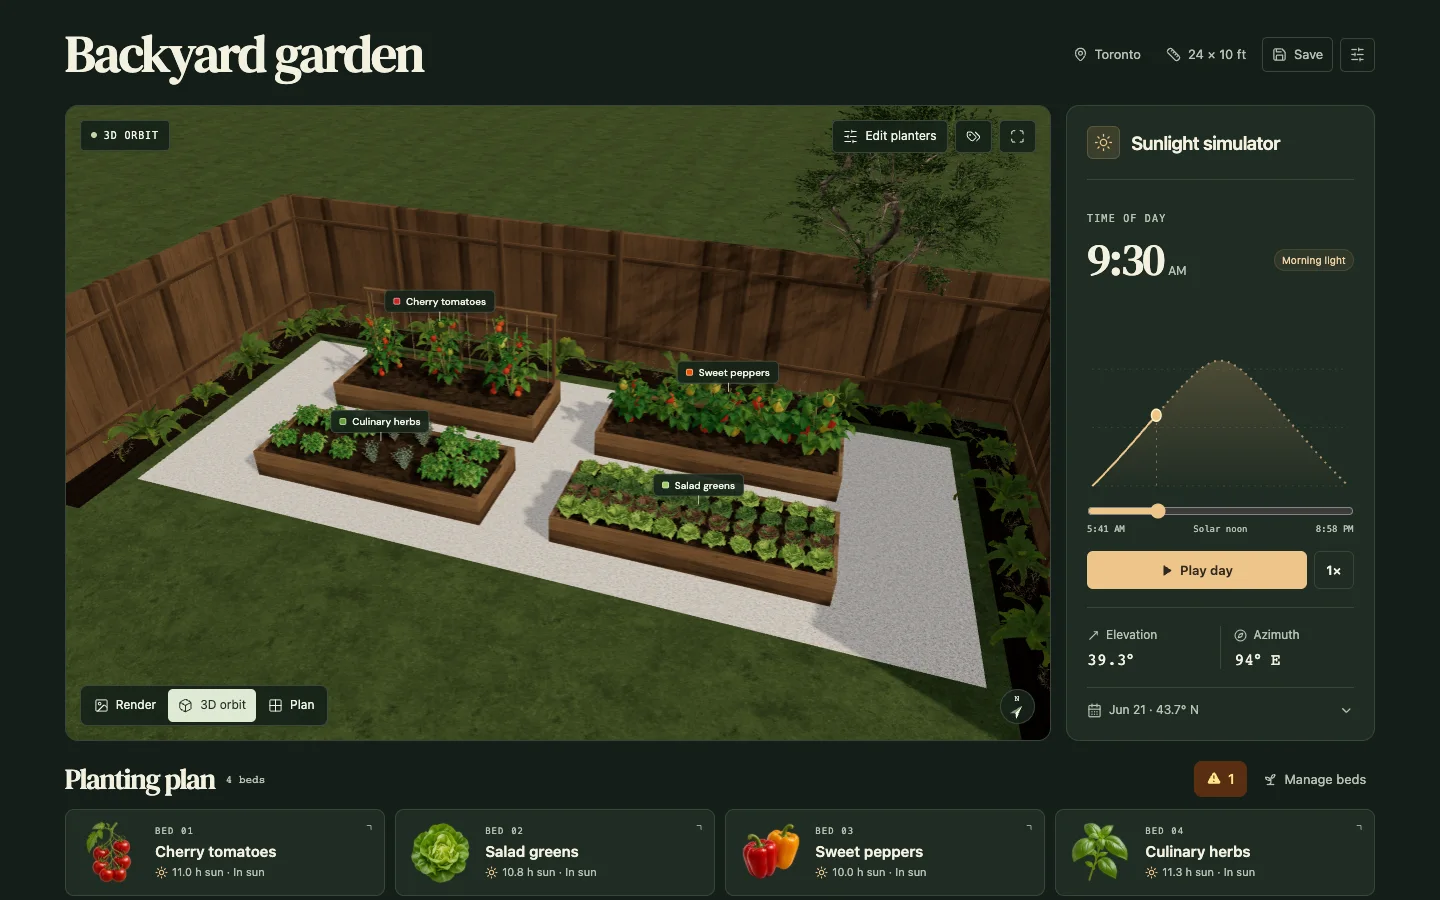 Backyard garden
Toronto
24 × 10 ft
Save
3D ORBIT
Edit planters
Cherry tomatoes
Sweet peppers
Culinary herbs
Salad greens
Render
3D orbit
Plan
N
Sunlight simulator
TIME OF DAY
9:30 AM
Morning light
5:41 AM
Solar noon
8:58 PM
Play day
1×
Elevation
39.3°
Azimuth
94° E
Jun 21 · 43.7° N
Planting plan
4 beds
1
Manage beds
BED 01
Cherry tomatoes
11.0 h sun · In sun
BED 02
Salad greens
10.8 h sun · In sun
BED 03
Sweet peppers
10.0 h sun · In sun
BED 04
Culinary herbs
11.3 h sun · In sun